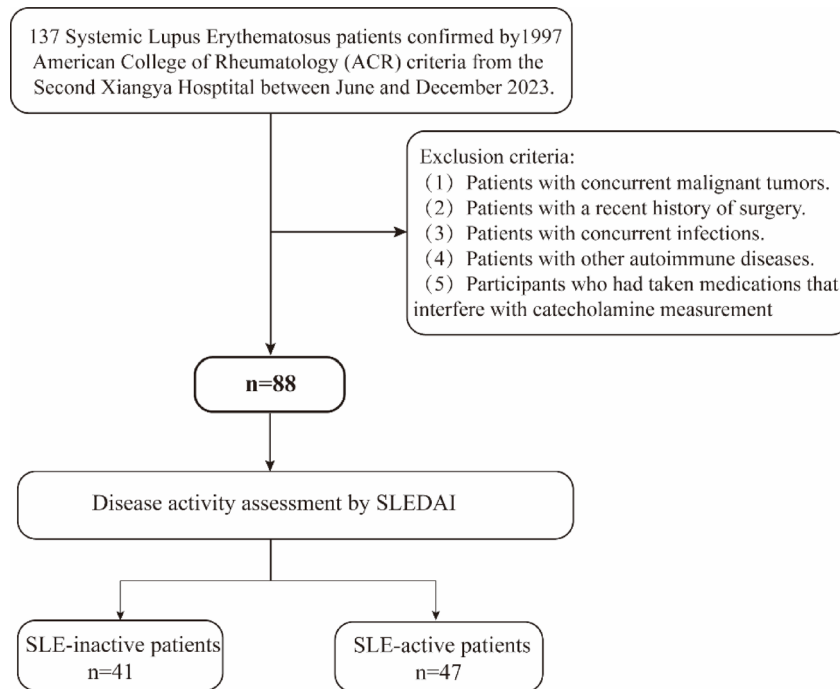 137 Systemic Lupus Erythematosus patients confirmed by1997
American College of Rheumatology (ACR) criteria from the
Second Xiangya Hosptital between June and December 2023.
Exclusion criteria:
（1）Patients with concurrent malignant tumors.
（2）Patients with a recent history of surgery.
（3）Patients with concurrent infections.
（4）Patients with other autoimmune diseases.
（5）Participants who had taken medications that
interfere with catecholamine measurement
n=88
Disease activity assessment by SLEDAI
SLE-inactive patients
n=41
SLE-active patients
n=47